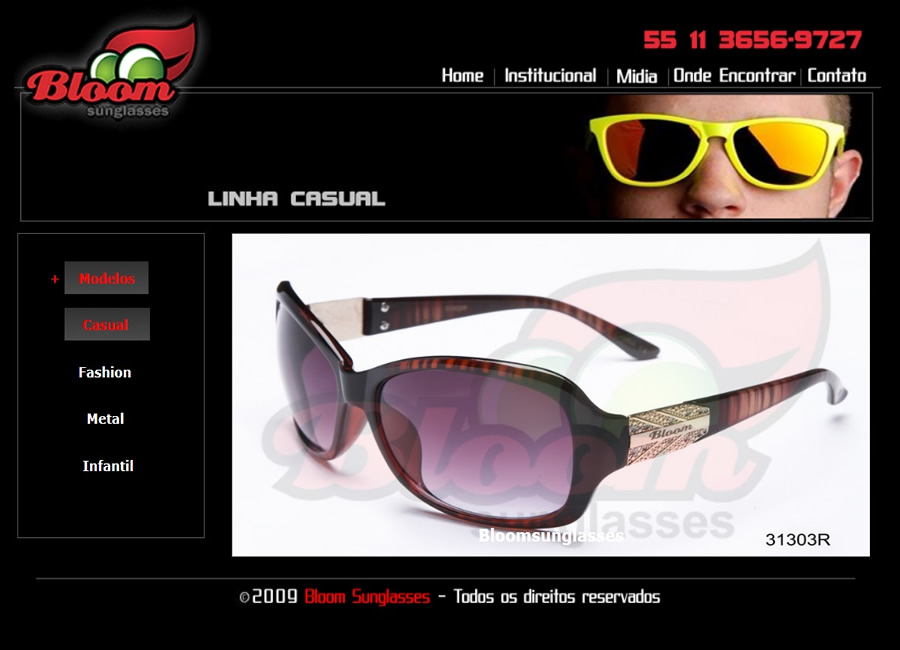 Bloom
sunglasses
55 11 3656-9727
Home | Institucional | Midia | Onde Encontrar | Contato
LINHA CASUAL
+ Modelos
Casual
Fashion
Metal
Infantil
Bloom
Bloom
sunglasses
Bloomsunglasses
31303R
©2009 Bloom Sunglasses - Todos os direitos reservados